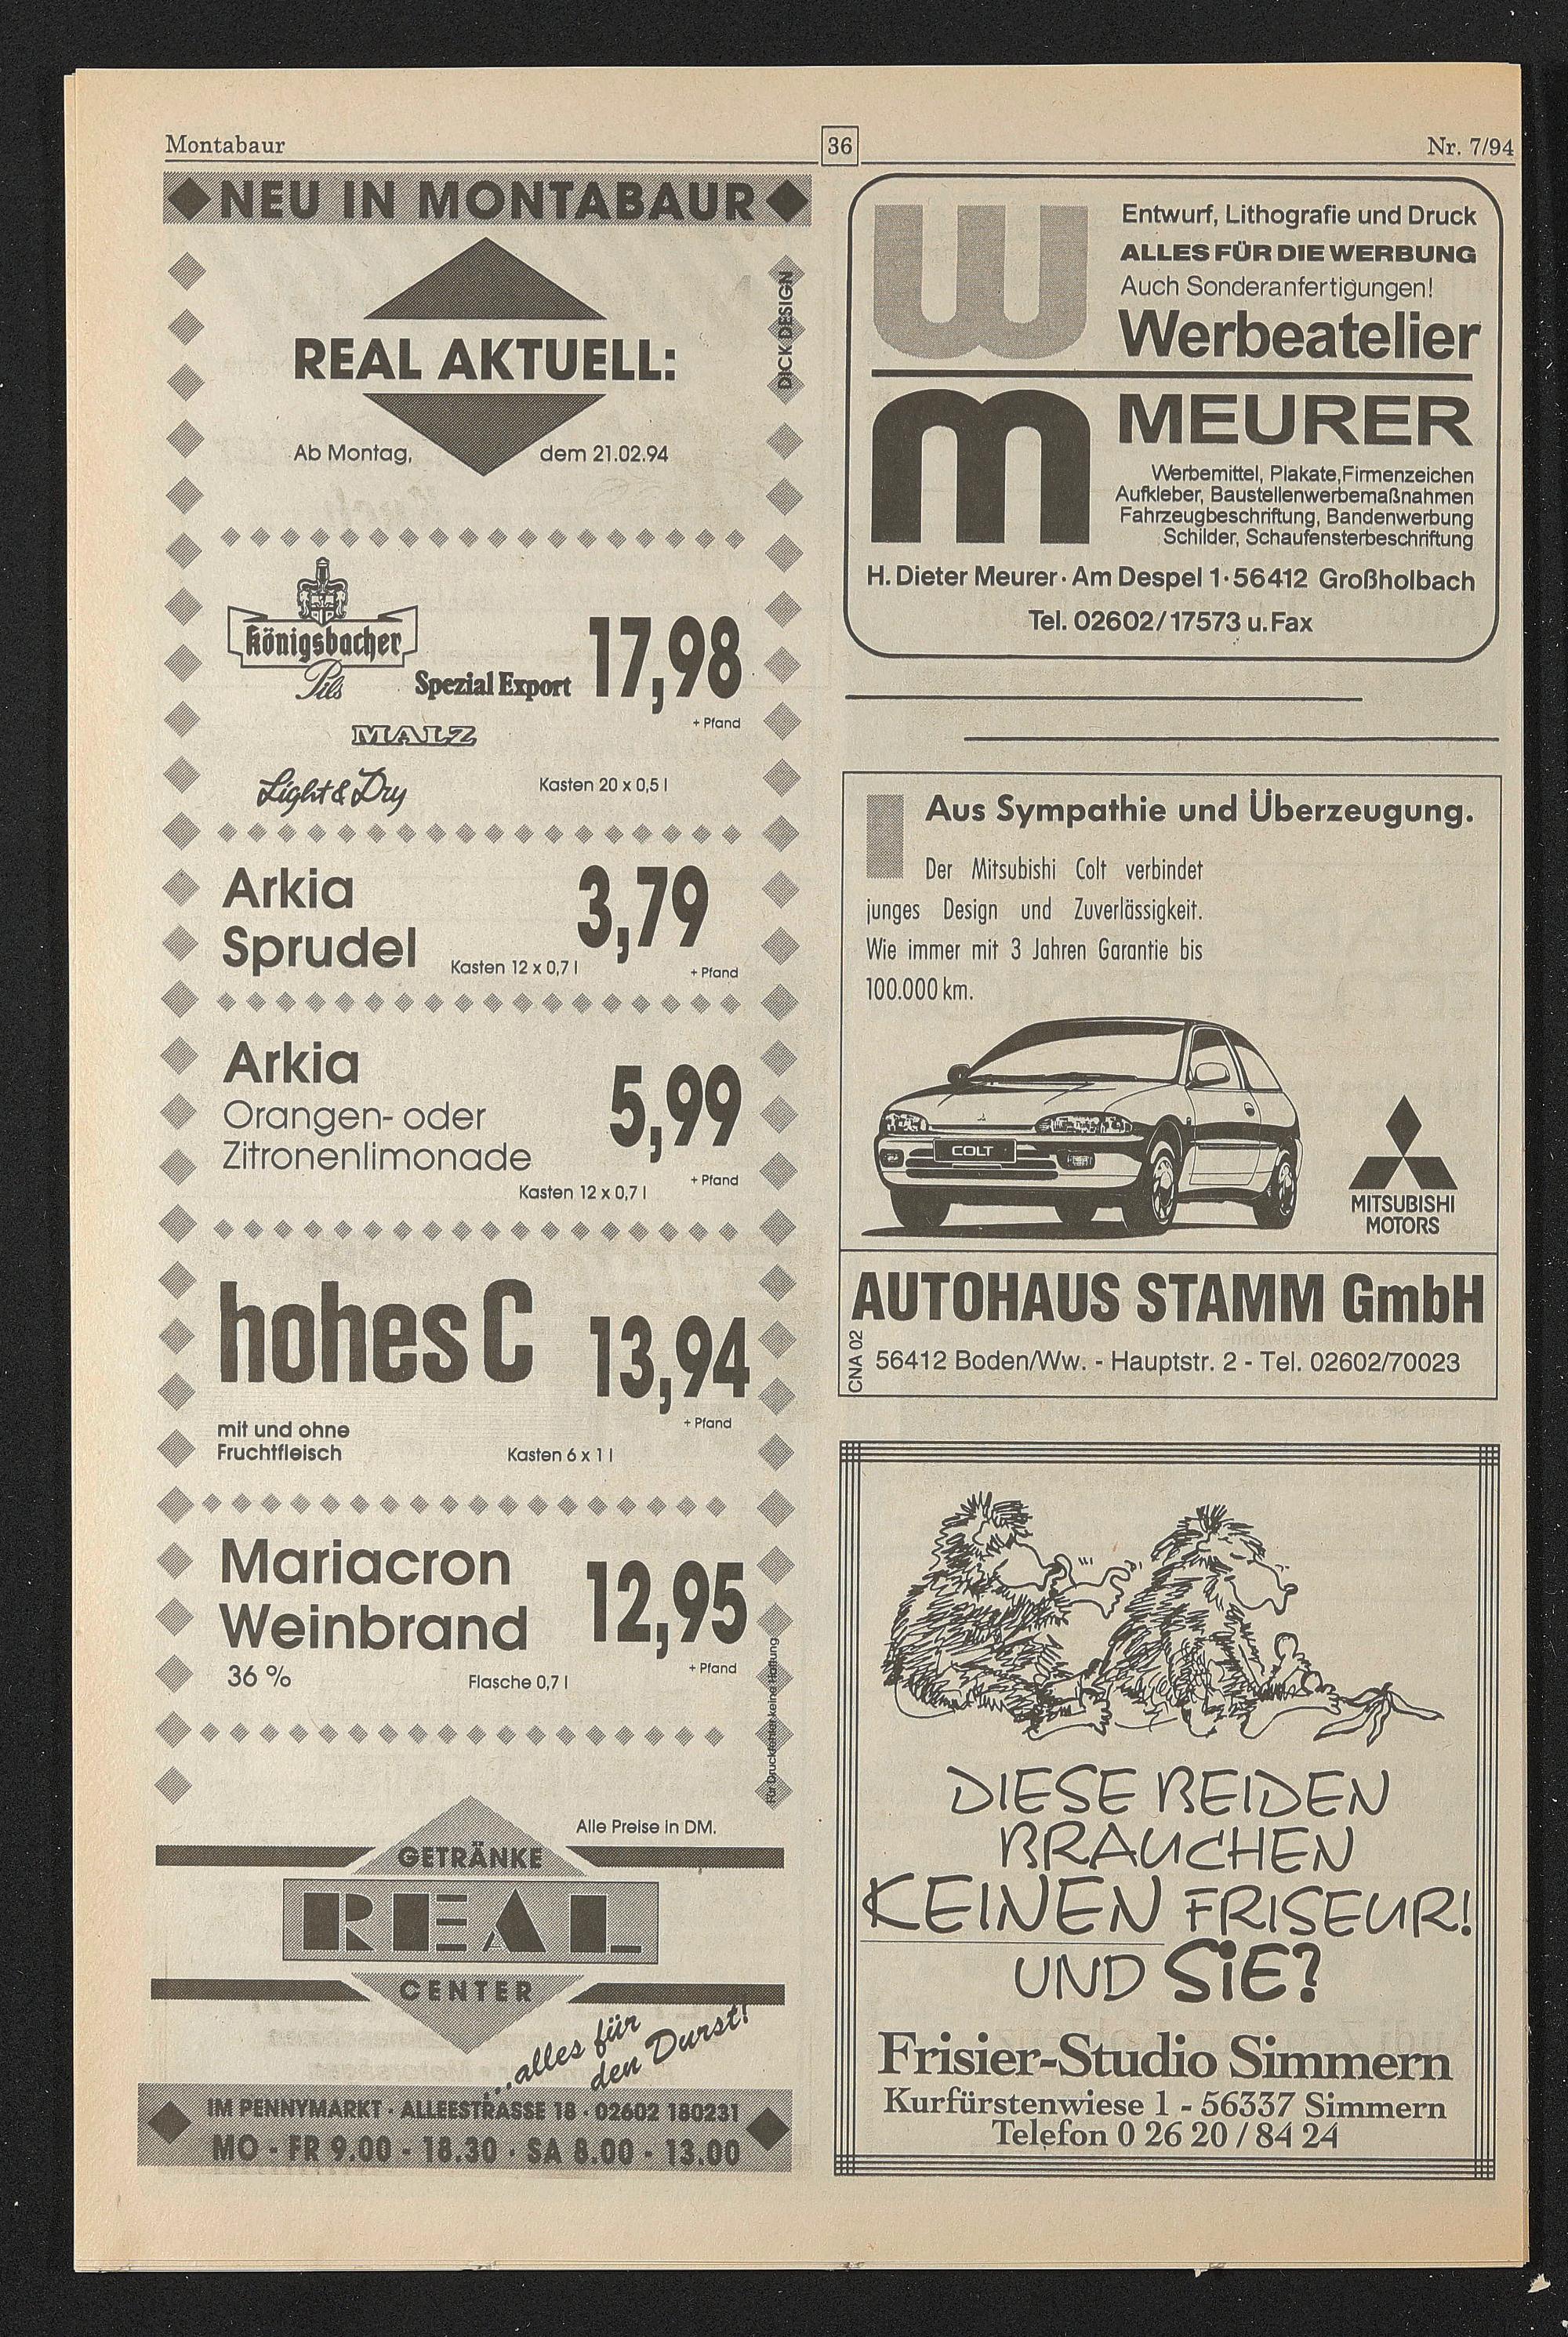 Montabaur
36
Nr. 7/94
NEU IN MONTABAUR
DICK DESIGN
REAL AKTUELL:
Ab Montag, dem 21.02.94
Königsbacher
Pils
Spezial Export
17,98
+ Pfand
MALZ
Light & Dry
Kasten 20 x 0,5 l
Arkia
Sprudel
3,79
Kasten 12 x 0,7 l
+ Pfand
Arkia
Orangen- oder
Zitronenlimonade
5,99
+ Pfand
Kasten 12 x 0,7 l
hohes C
13,94
+ Pfand
mit und ohne
Fruchtfleisch
Kasten 6 x 1 l
Mariacron
Weinbrand
12,95
36 %
Flasche 0,7 l
+ Pfand
Für Druckfehler keine Haftung
Alle Preise in DM.
GETRÄNKE
REAL
CENTER
...alles für
den Durst!
IM PENNYMARKT · ALLEESTRASSE 18 · 02602 180231
MO - FR 9.00 - 18.30 · SA 8.00 - 13.00
w
Entwurf, Lithografie und Druck
ALLES FÜR DIE WERBUNG
Auch Sonderanfertigungen!
Werbeatelier
m
MEURER
Werbemittel, Plakate,Firmenzeichen
Aufkleber, Baustellenwerbemaßnahmen
Fahrzeugbeschriftung, Bandenwerbung
Schilder, Schaufensterbeschriftung
H. Dieter Meurer · Am Despel 1 · 56412 Großholbach
Tel. 02602/17573 u. Fax
Aus Sympathie und Überzeugung.
Der Mitsubishi Colt verbindet
junges Design und Zuverlässigkeit.
Wie immer mit 3 Jahren Garantie bis
100.000 km.
COLT
MITSUBISHI
MOTORS
AUTOHAUS STAMM GmbH
CNA 02
56412 Boden/Ww. - Hauptstr. 2 - Tel. 02602/70023
DIESE BEIDEN
BRAUCHEN
KEINEN FRISEUR!
UND SiE?
Frisier-Studio Simmern
Kurfürstenwiese 1 - 56337 Simmern
Telefon 0 26 20 / 84 24